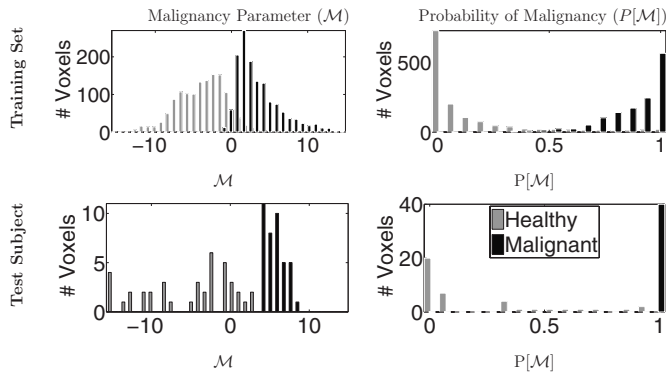 Malignancy Parameter (ℳ)
Probability of Malignancy (P[ℳ])
Training Set
# Voxels
200
100
0
−10
0
10
ℳ
# Voxels
500
0
0
0.5
1
P[ℳ]
Test Subject
# Voxels
10
5
0
−10
0
10
ℳ
# Voxels
40
20
0
0
0.5
1
P[ℳ]
Healthy
Malignant